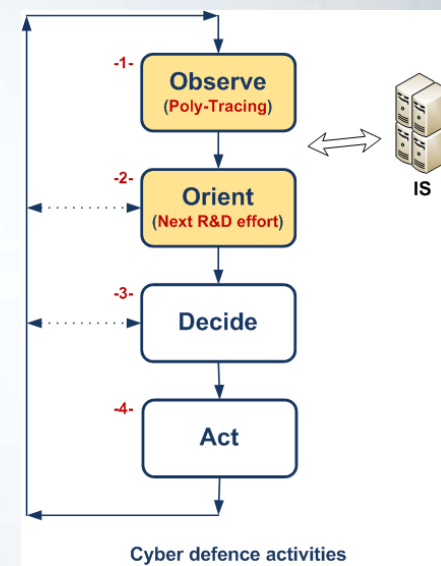 -1-
Observe
(Poly-Tracing)
IS
-2-
Orient
(Next R&D effort)
-3-
Decide
-4-
Act
Cyber defence activities